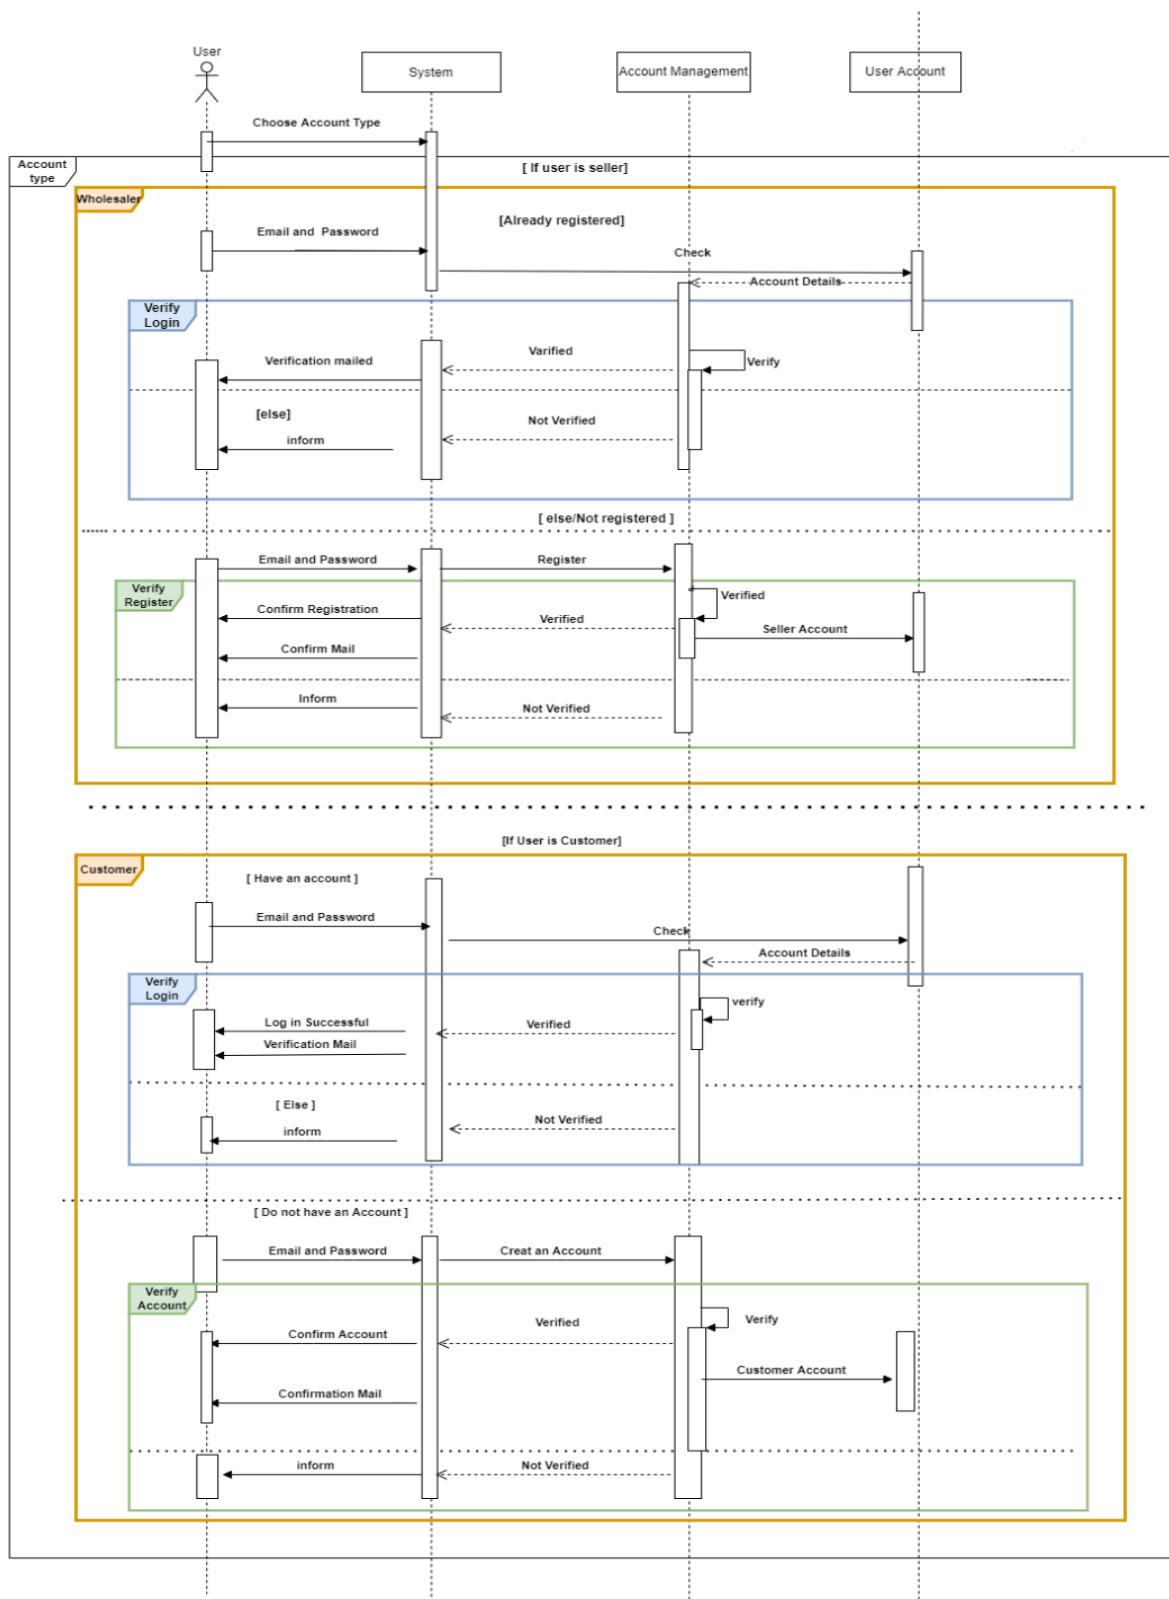 User
System
Account Management
User Account
Choose Account Type
Account
type
[ If user is seller]
Wholesaler
[Already registered]
Email and  Password
Check
Account Details
Verify
Login
Varified
Verification mailed
Verify
[else]
Not Verified
inform
[ else/Not registered ]
Email and Password
Register
Verify
Register
Verified
Confirm Registration
Verified
Seller Account
Confirm Mail
Inform
Not Verified
[If User is Customer]
Customer
[ Have an account ]
Email and Password
Check
Account Details
Verify
Login
verify
Log in Successful
Verified
Verification Mail
[ Else ]
Not Verified
inform
[ Do not have an Account ]
Email and Password
Creat an Account
Verify
Account
Verified
Verify
Confirm Account
Customer Account
Confirmation Mail
inform
Not Verified